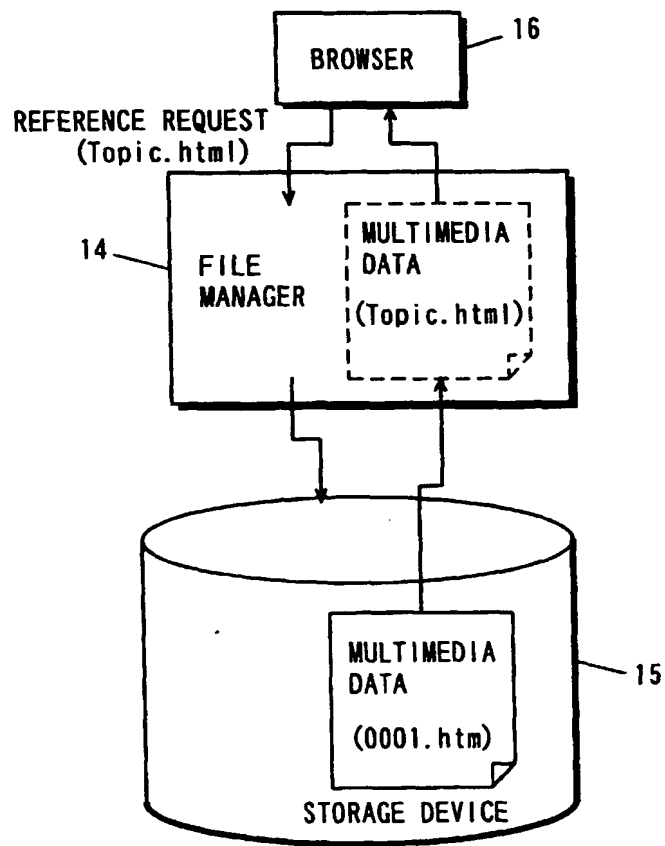 16
BROWSER
REFERENCE REQUEST
(Topic.html)
14
FILE
MANAGER
MULTIMEDIA
DATA
(Topic.html)
MULTIMEDIA
DATA
(0001.htm)
15
STORAGE DEVICE